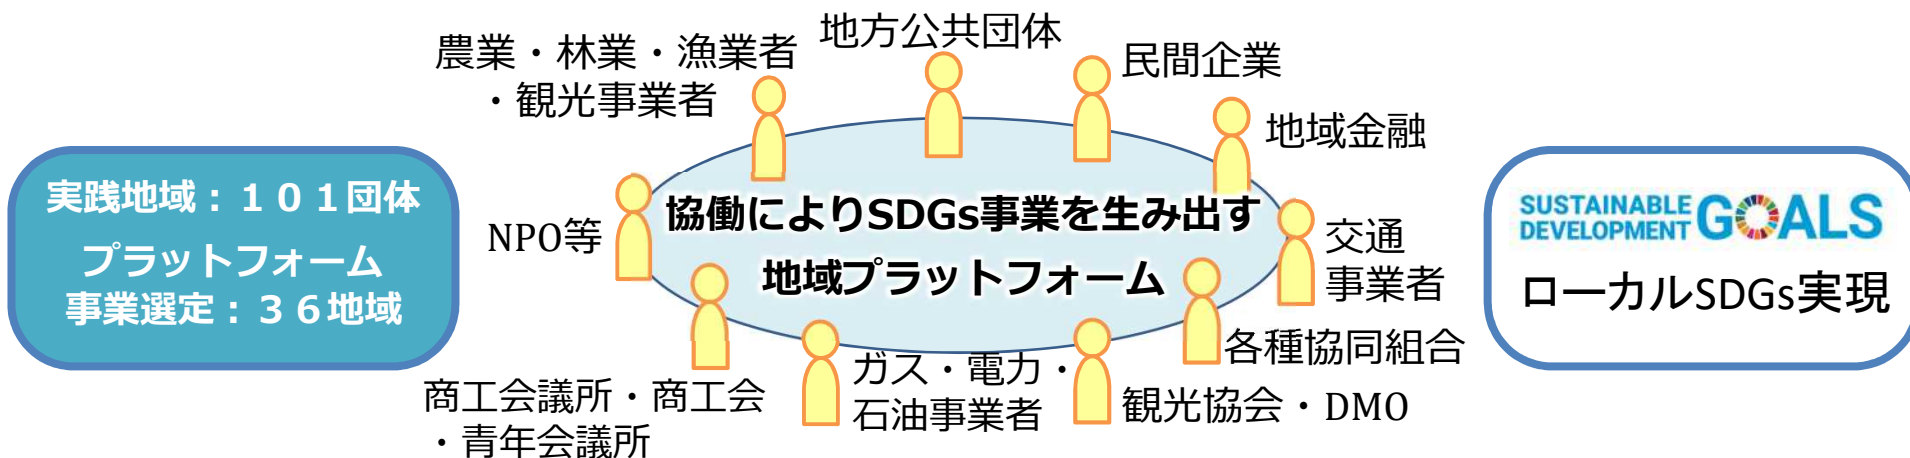 地方公共団体
農業・林業・漁業者
・観光事業者
民間企業
地域金融
実践地域：１０１団体
プラットフォーム
事業選定：３６地域
NPO等
協働によりSDGs事業を生み出す
地域プラットフォーム
交通
事業者
各種協同組合
商工会議所・商工会
・青年会議所
ガス・電力・
石油事業者
観光協会・DMO
SUSTAINABLE
DEVELOPMENT GOALS
ローカルSDGs実現